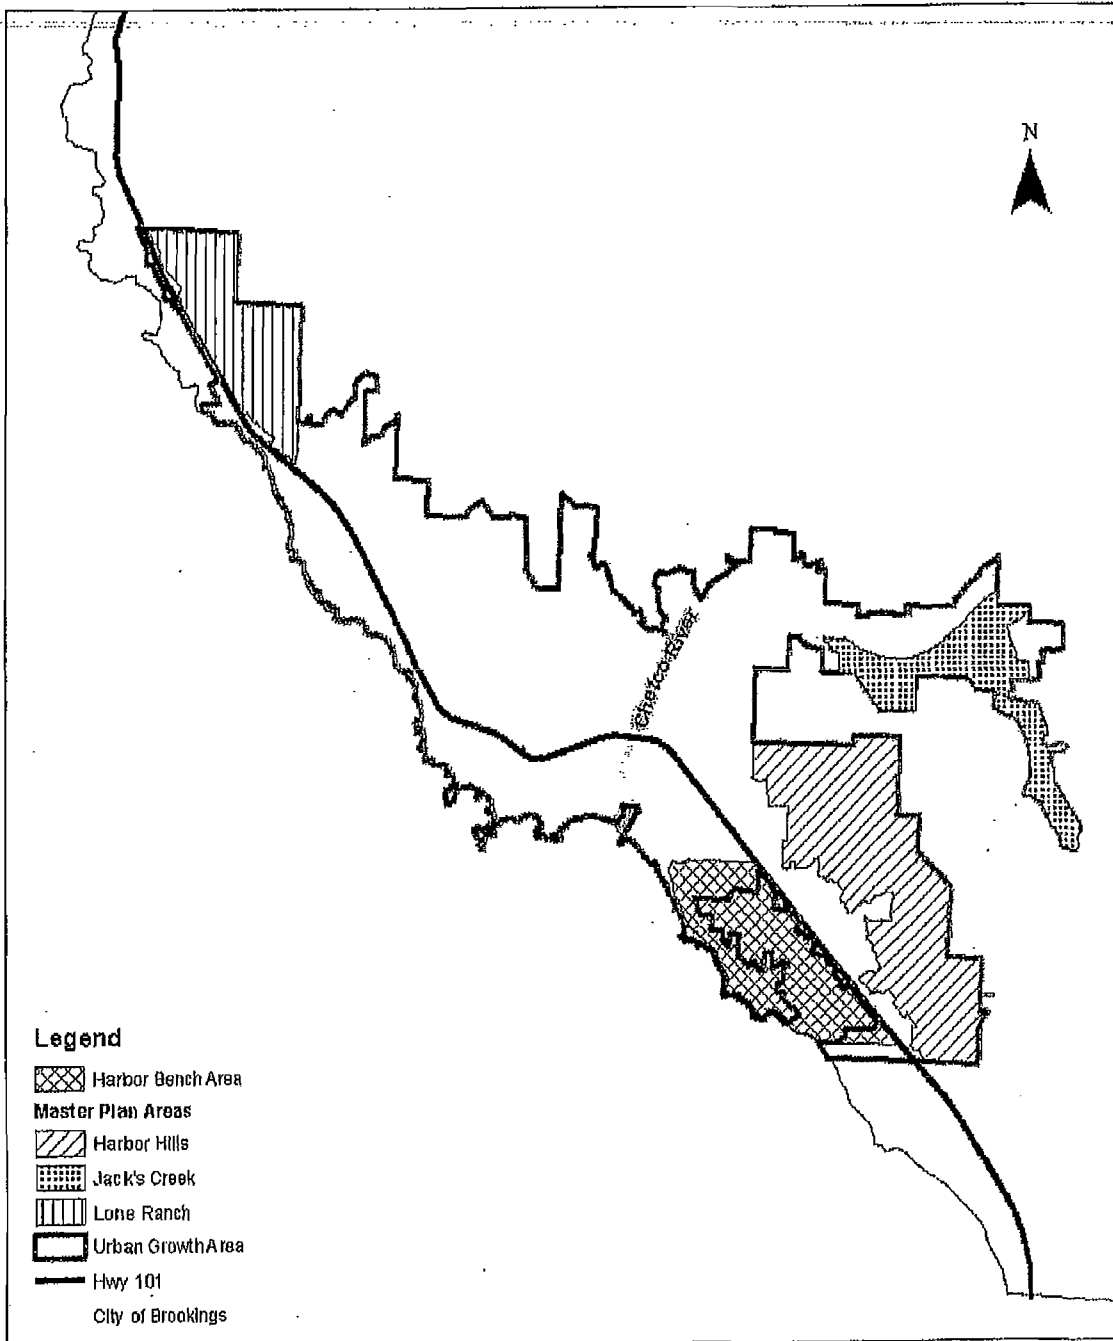 N
Chetco River
Legend
Harbor Bench Area
Master Plan Areas
Harbor Hills
Jack's Creek
Lone Ranch
Urban Growth Area
Hwy 101
City of Brookings